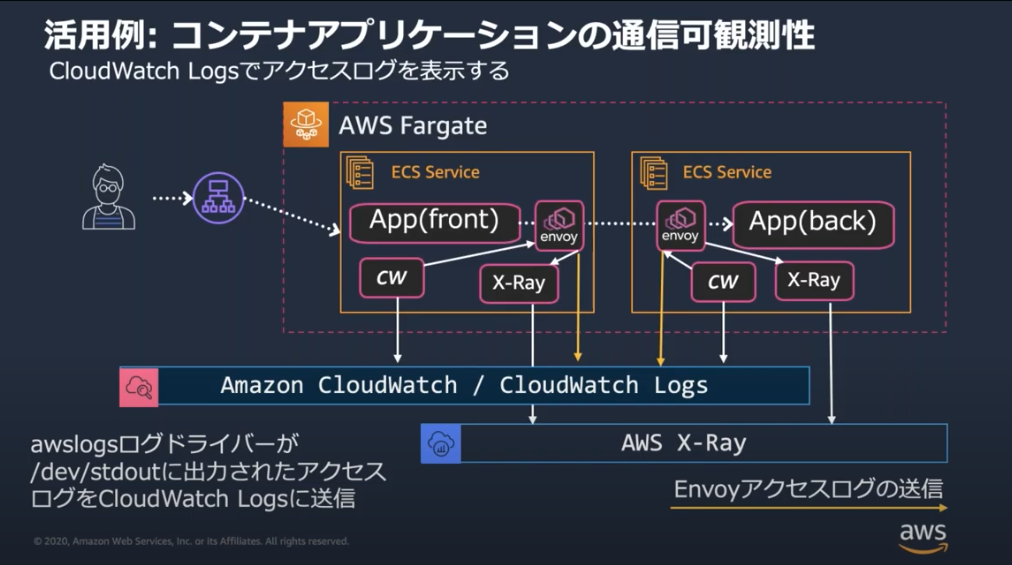 活用例: コンテナアプリケーションの通信可観測性
CloudWatch Logsでアクセスログを表示する
AWS Fargate
ECS Service
ECS Service
App(front)
envoy
envoy
App(back)
CW
X-Ray
CW
X-Ray
Amazon CloudWatch / CloudWatch Logs
AWS X-Ray
awslogsログドライバーが
/dev/stdoutに出力されたアクセス
ログをCloudWatch Logsに送信
Envoyアクセスログの送信
© 2020, Amazon Web Services, Inc. or its Affiliates. All rights reserved.
aws